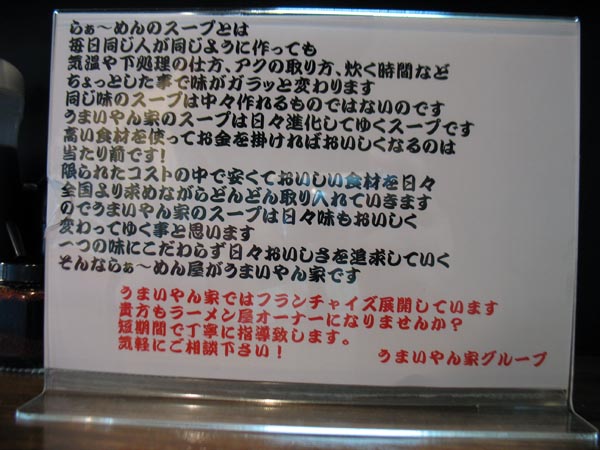 らぁ～めんのスープとは
毎日同じ人が同じように作っても
気温や下処理の仕方、アクの取り方、炊く時間など
ちょっとした事で味がガラッと変わります
同じ味のスープは中々作れるものではないのです
うまいやん家のスープは日々進化してゆくスープです
高い食材を使ってお金を掛ければおいしくなるのは
当たり前です！
限られたコストの中で安くておいしい食材を日々
全国より求めながらどんどん取り入れていきます
のでうまいやん家のスープは日々味もおいしく
変わってゆく事と思います
一つの味にこだわらず日々おいしさを追求していく
そんならぁ～めん屋がうまいやん家です
うまいやん家ではフランチャイズ展開しています
貴方もラーメン屋オーナーになりませんか？
短期間で丁寧に指導致します。
気軽にご相談下さい！ うまいやん家グループ